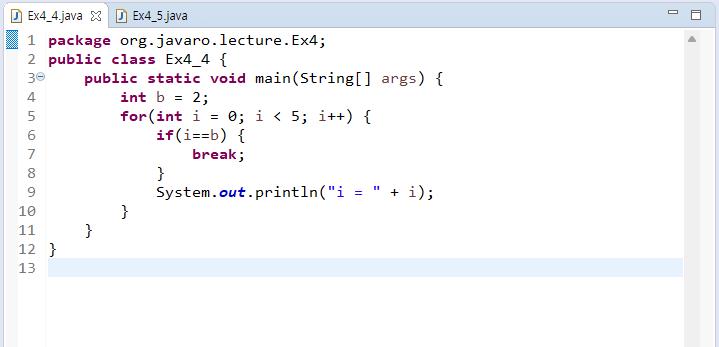 Ex4_4.java Ex4_5.java
1 package org.javaro.lecture.Ex4;
2 public class Ex4_4 {
3 public static void main(String[] args) {
4 int b = 2;
5 for(int i = 0; i < 5; i++) {
6 if(i==b) {
7 break;
8 }
9 System.out.println("i = " + i);
10 }
11 }
12 }
13